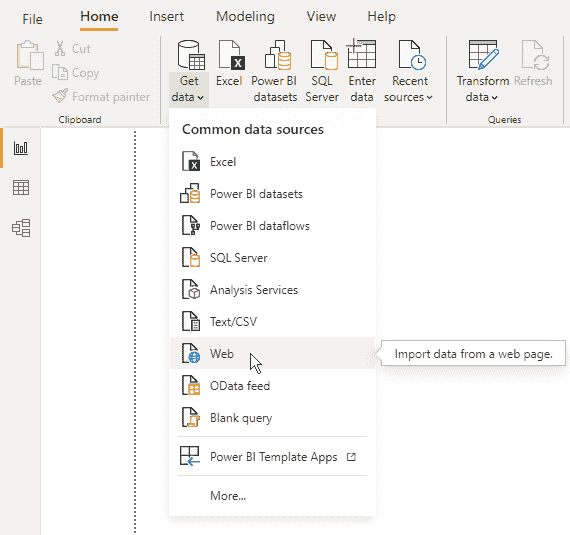 File Home Insert Modeling View Help
Paste
Cut
Copy
Format painter
Clipboard
Get data
Excel
Power BI datasets
SQL Server
Enter data
Recent sources
Transform data
Refresh
Queries
Common data sources
Excel
Power BI datasets
Power BI dataflows
SQL Server
Analysis Services
Text/CSV
Web
Import data from a web page.
OData feed
Blank query
Power BI Template Apps
More...